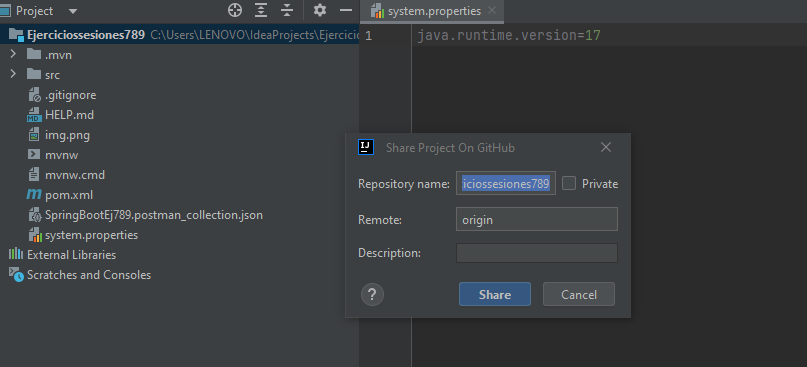 Project
Ejerciciossesiones789 C:\Users\LENOVO\IdeaProjects\Ejercicio
.mvn
src
.gitignore
HELP.md
img.png
mvnw
mvnw.cmd
pom.xml
SpringBootEj789.postman_collection.json
system.properties
External Libraries
Scratches and Consoles
system.properties
1 java.runtime.version=17
Share Project On GitHub
Repository name: iciossesiones789 Private
Remote: origin
Description:
? Share Cancel